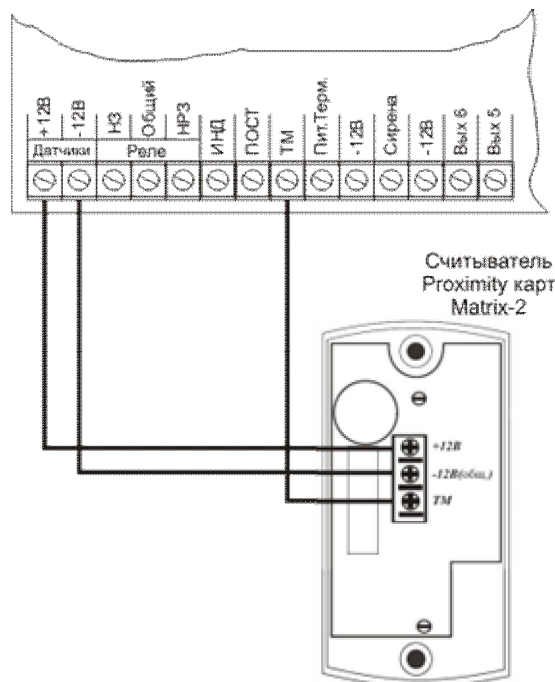 +12В
-12В
НЗ
Общий
НРЗ
ИНД
ПОСТ
ТМ
Пит.Терм.
-12В
Сирена
-12В
Вых 6
Вых 5
Датчики
Реле
Считыватель
Proximity карт
Matrix-2
+12В
-12В(общ.)
ТМ